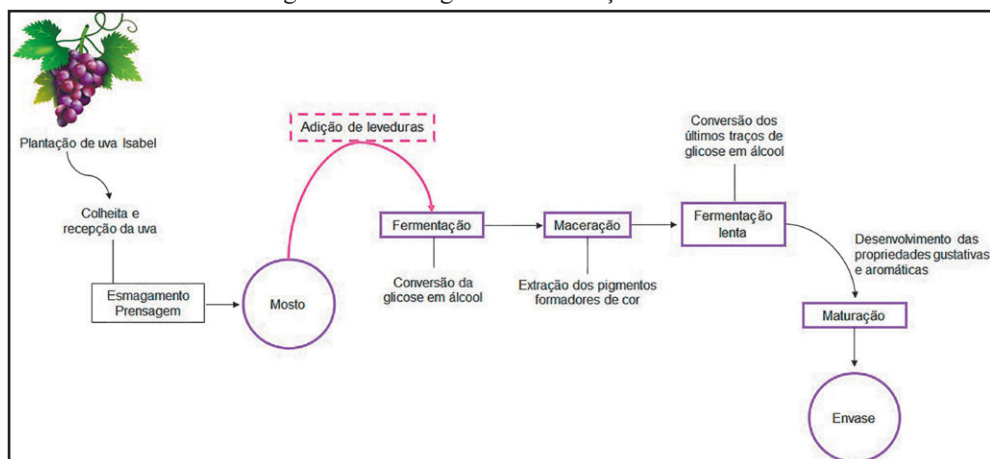 Plantação de uva Isabel
Colheita e
recepção da uva
Esmagamento
Prensagem
Mosto
Adição de leveduras
Fermentação
Conversão da
glicose em álcool
Maceração
Extração dos pigmentos
formadores de cor
Conversão dos
últimos traços de
glicose em álcool
Fermentação
lenta
Desenvolvimento das
propriedades gustativas
e aromáticas
Maturação
Envase